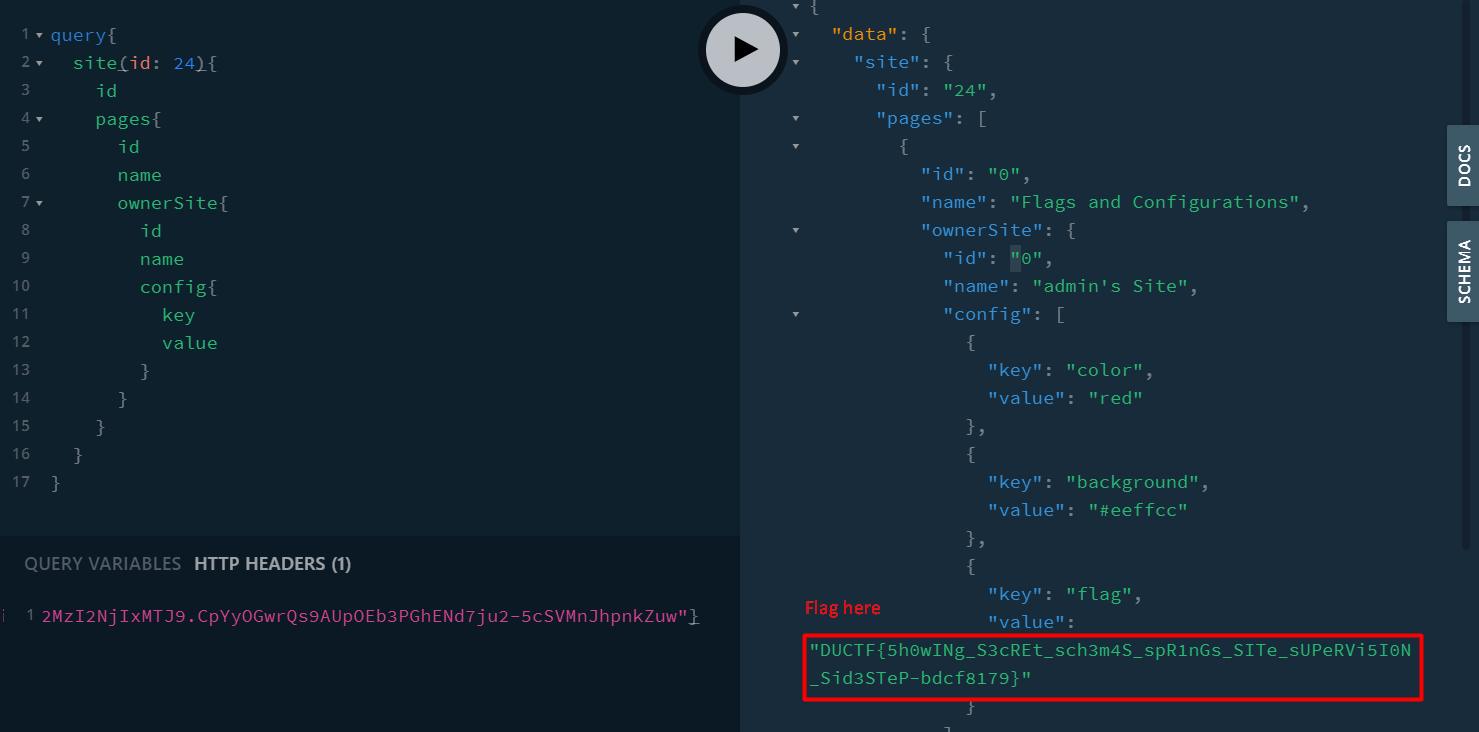 1 query{
2 site(id: 24){
3 id
4 pages{
5 id
6 name
7 ownerSite{
8 id
9 name
10 config{
11 key
12 value
13 }
14 }
15 }
16 }
17 }
QUERY VARIABLES HTTP HEADERS (1)
1 2MzI2NjIxMTJ9.CpYyOGwrQs9AUpOEb3PGhENd7ju2-5cSVMnJhpnkZuw"}
{
"data": {
"site": {
"id": "24",
"pages": [
{
"id": "0",
"name": "Flags and Configurations",
"ownerSite": {
"id": "0",
"name": "admin's Site",
"config": [
{
"key": "color",
"value": "red"
},
{
"key": "background",
"value": "#eeffcc"
},
{
"key": "flag",
"value":
Flag here
"DUCTF{5h0wINg_S3cREt_sch3m4S_spR1nGs_SITe_sUPeRVi5I0N
_Sid3STeP-bdcf8179}"
}
]
DOCS
SCHEMA